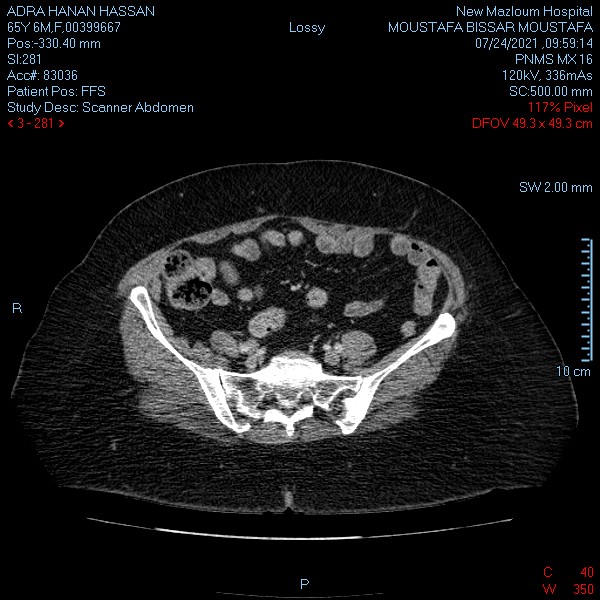 ADRA HANAN HASSAN
65Y 6M,F,00399667
Pos:-330.40 mm
SI:281
Acc#: 83036
Patient Pos: FFS
Study Desc: Scanner Abdomen
< 3 - 281 >
Lossy
New Mazloum Hospital
MOUSTAFA BISSAR MOUSTAFA
07/24/2021 ,09:59:14
PNMS MX 16
120kV, 336mAs
SC:500.00 mm
117% Pixel
DFOV 49.3 x 49.3 cm
SW 2.00 mm
R
10 cm
P
C 40
W 350